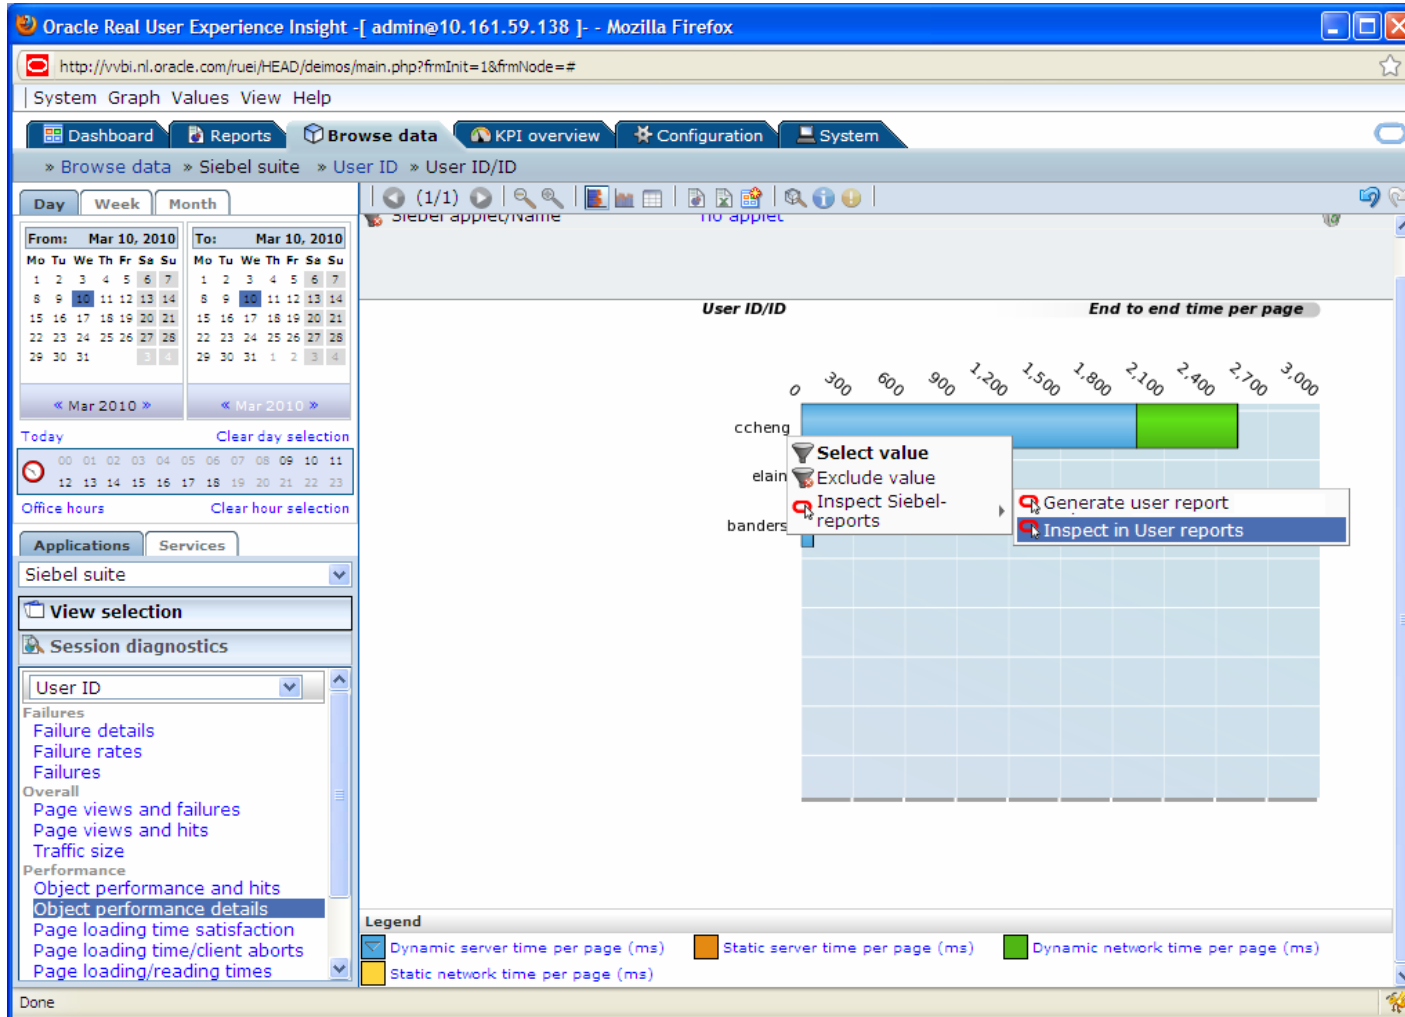 Oracle Real User Experience Insight -[ admin@10.161.59.138 ]- - Mozilla Firefox
http://vvbi.nl.oracle.com/ruei/HEAD/deimos/main.php?frmInit=1&frmNode=#
System Graph Values View Help
Dashboard Reports Browse data KPI overview Configuration System
» Browse data » Siebel suite » User ID » User ID/ID
Day Week Month
(1/1)
Siebel applet/Name no applet
From: Mar 10, 2010 To: Mar 10, 2010
Mo Tu We Th Fr Sa Su Mo Tu We Th Fr Sa Su
1 2 3 4 5 6 7 1 2 3 4 5 6 7
8 9 10 11 12 13 14 8 9 10 11 12 13 14
15 16 17 18 19 20 21 15 16 17 18 19 20 21
22 23 24 25 26 27 28 22 23 24 25 26 27 28
29 30 31 3 4 29 30 31 1 2 3 4
« Mar 2010 » « Mar 2010 »
Today Clear day selection
00 01 02 03 04 05 06 07 08 09 10 11
12 13 14 15 16 17 18 19 20 21 22 23
Office hours Clear hour selection
Applications Services
Siebel suite
View selection
Session diagnostics
User ID
Failures
Failure details
Failure rates
Failures
Overall
Page views and failures
Page views and hits
Traffic size
Performance
Object performance and hits
Object performance details
Page loading time satisfaction
Page loading time/client aborts
Page loading/reading times
User ID/ID End to end time per page
0 300 600 900 1,200 1,500 1,800 2,100 2,400 2,700 3,000
ccheng
elain
banders
Select value
Exclude value
Inspect Siebel-
reports
Generate user report
Inspect in User reports
Legend
Dynamic server time per page (ms) Static server time per page (ms) Dynamic network time per page (ms)
Static network time per page (ms)
Done